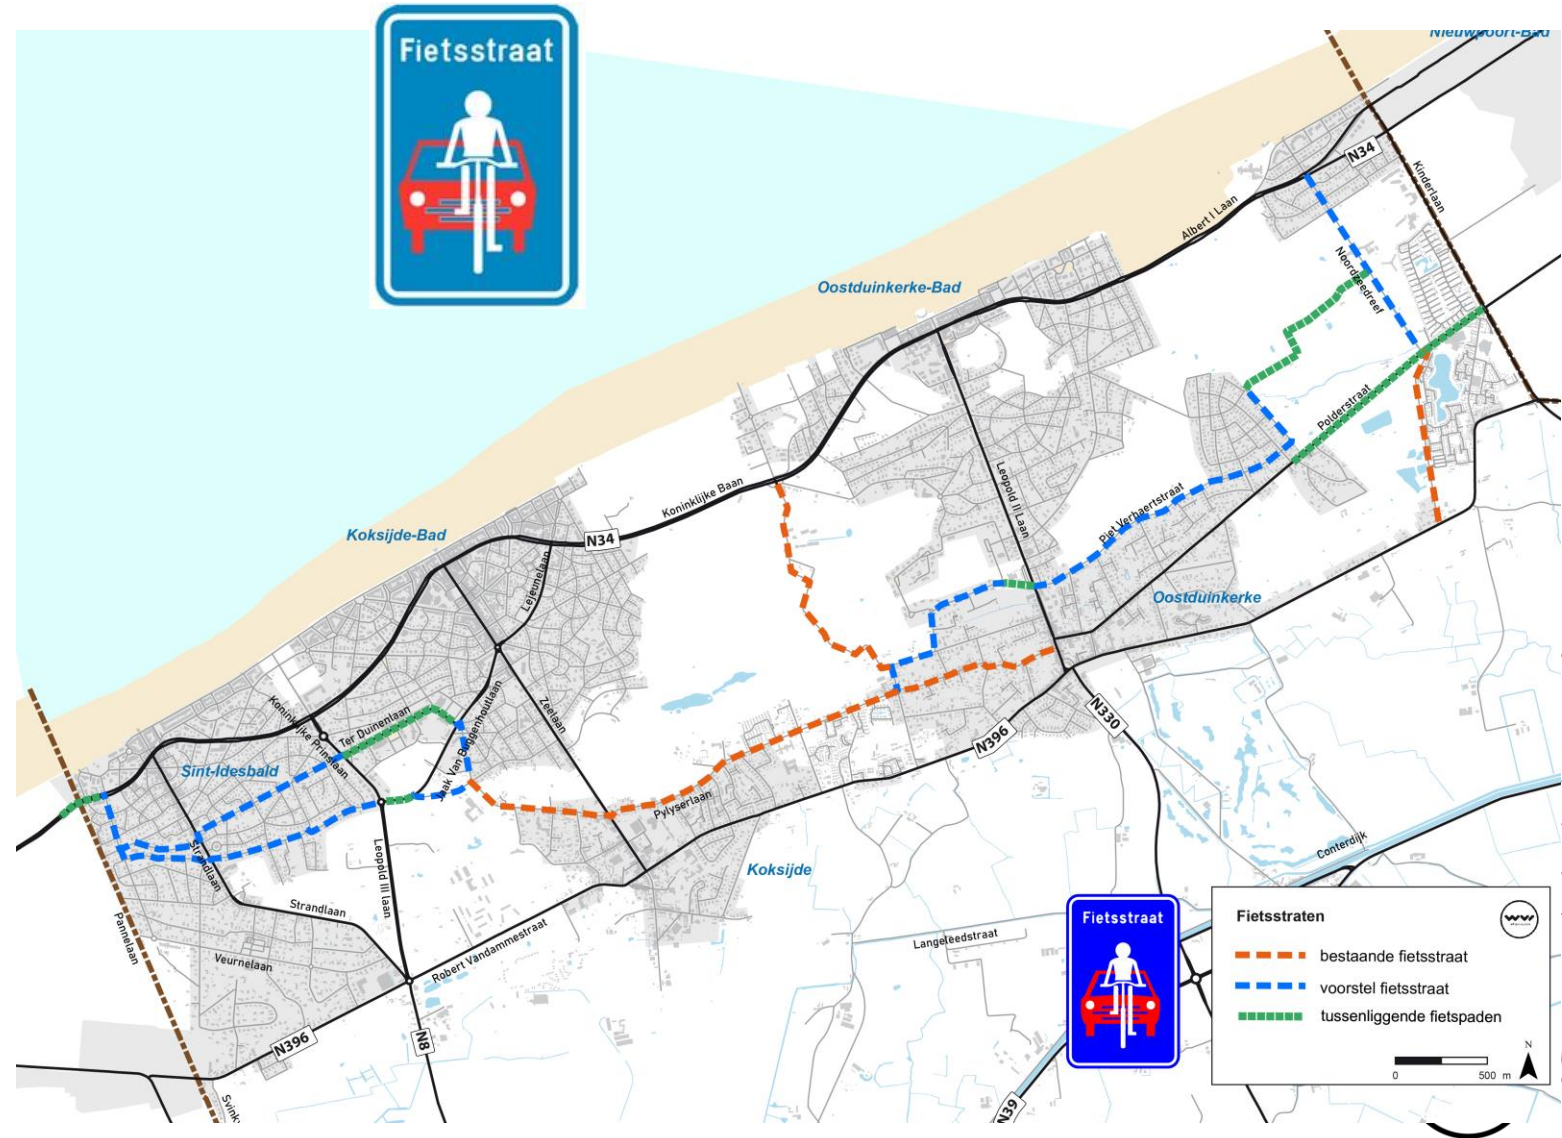 Fietsstraat
Nieuwpoort-Bad
N34
Kinderlaan
Albert I Laan
Noordzeedreef
Oostduinkerke-Bad
Polderstraat
Leopold II Laan
Koninklijke Baan
Piet Verhaertstraat
Koksijde-Bad
N34
Lejeunelaan
Oostduinkerke
Zeelaan
Koninklijke Prinslaan
Ter Duinenlaan
Jaak Van Buggenhoutlaan
N330
N396
Sint-Idesbald
Pylyserlaan
Strandlaan
Leopold III laan
Conterdijk
Koksijde
Strandlaan
Pannelaan
Veurnelaan
Robert Vandammestraat
Langeleedstraat
Fietsstraat
N396
N8
N39
Fietsstraten
bestaande fietsstraat
voorstel fietsstraat
tussenliggende fietspaden
N
0 500 m